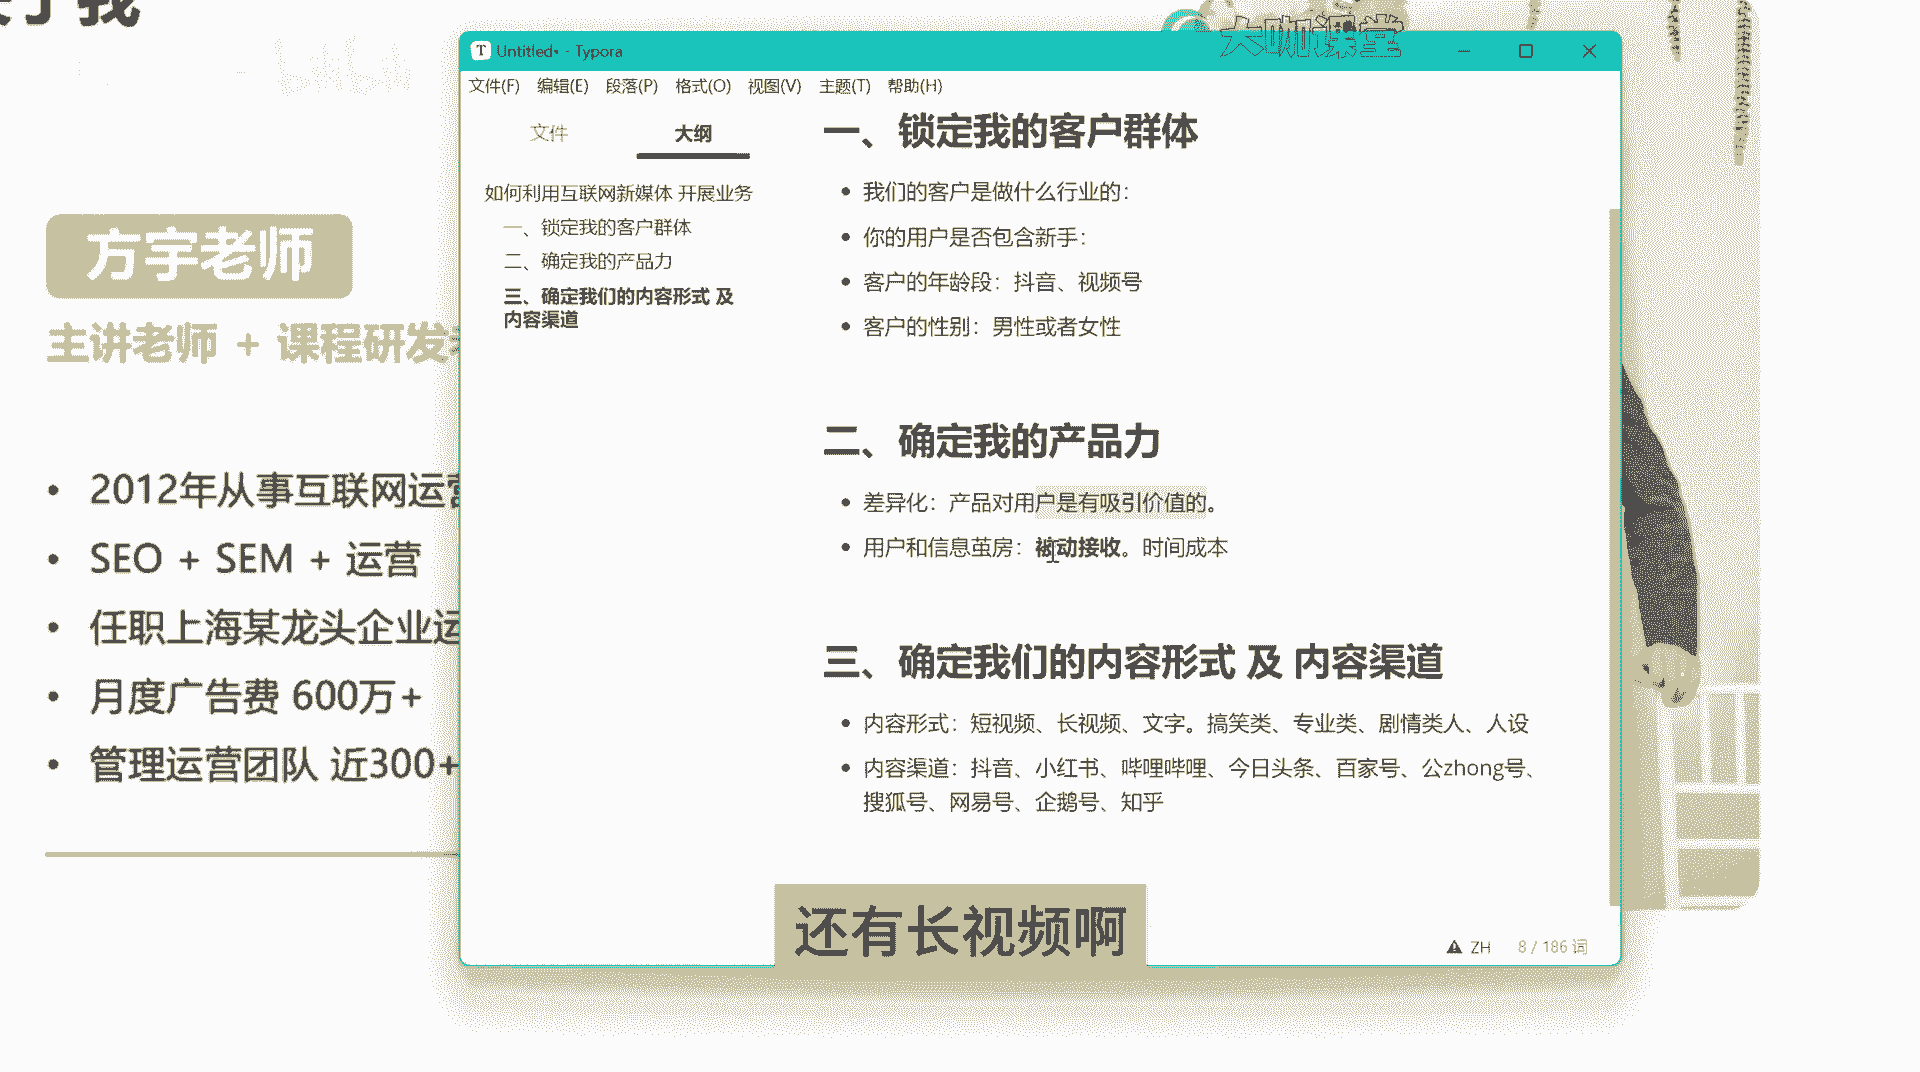 大咖课堂
bilibili
Untitled• - Typora
文件(F) 编辑(E) 段落(P) 格式(O) 视图(V) 主题(T) 帮助(H)
文件 大纲
如何利用互联网新媒体 开展业务
一、锁定我的客户群体
二、确定我的产品力
三、确定我们的内容形式 及
内容渠道
一、锁定我的客户群体
• 我们的客户是做什么行业的：
• 你的用户是否包含新手：
• 客户的年龄段：抖音、视频号
• 客户的性别：男性或者女性
二、确定我的产品力
• 差异化：产品对用户是有吸引价值的。
• 用户和信息茧房：被动接收。时间成本
三、确定我们的内容形式 及 内容渠道
• 内容形式：短视频、长视频、文字。搞笑类、专业类、剧情类人、人设
• 内容渠道：抖音、小红书、哔哩哔哩、今日头条、百家号、公zhong号、
搜狐号、网易号、企鹅号、知乎
ZH 8 / 186 词
方宇老师
主讲老师 + 课程研发
• 2012年从事互联网运营
• SEO + SEM + 运营
• 任职上海某龙头企业运
• 月度广告费 600万+
• 管理运营团队 近300+
还有长视频啊